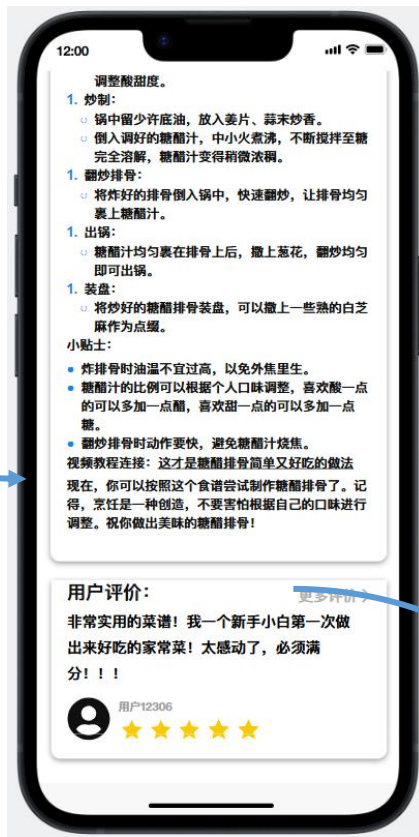 12:00
调整酸甜度。
1. 炒制：
锅中留少许底油，放入姜片、蒜末炒香。
倒入调好的糖醋汁，中小火煮沸，不断搅拌至糖
完全溶解，糖醋汁变得稍微浓稠。
1. 翻炒排骨：
将炸好的排骨倒入锅中，快速翻炒，让排骨均匀
裹上糖醋汁。
1. 出锅：
糖醋汁均匀裹在排骨上后，撒上葱花，翻炒均匀
即可出锅。
1. 装盘：
将炒好的糖醋排骨装盘，可以撒上一些熟的白芝
麻作为点缀。
小贴士：
炸排骨时油温不宜过高，以免外焦里生。
糖醋汁的比例可以根据个人口味调整，喜欢酸一点
的可以多加一点醋，喜欢甜一点的可以多加一点
糖。
翻炒排骨时动作要快，避免糖醋汁烧焦。
视频教程连接：这才是糖醋排骨简单又好吃的做法
现在，你可以按照这个食谱尝试制作糖醋排骨了。记
得，烹饪是一种创造，不要害怕根据自己的口味进行
调整。祝你做出美味的糖醋排骨！
用户评价：
更多评价 >
非常实用的菜谱！我一个新手小白第一次做
出来好吃的家常菜！太感动了，必须满
分！！！
用户12306